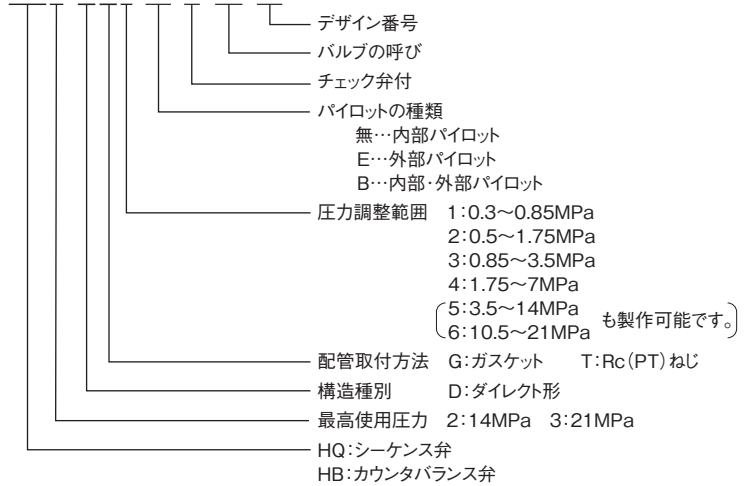 デザイン番号
バルブの呼び
チェック弁付
パイロットの種類
無…内部パイロット
E…外部パイロット
B…内部・外部パイロット
圧力調整範囲 1:0.3～0.85MPa
2:0.5～1.75MPa
3:0.85～3.5MPa
4:1.75～7MPa
5:3.5～14MPa
6:10.5～21MPa も製作可能です。
配管取付方法 G:ガスケット T:Rc(PT)ねじ
構造種別 D:ダイレクト形
最高使用圧力 2:14MPa 3:21MPa
HQ:シーケンス弁
HB:カウンタバランス弁